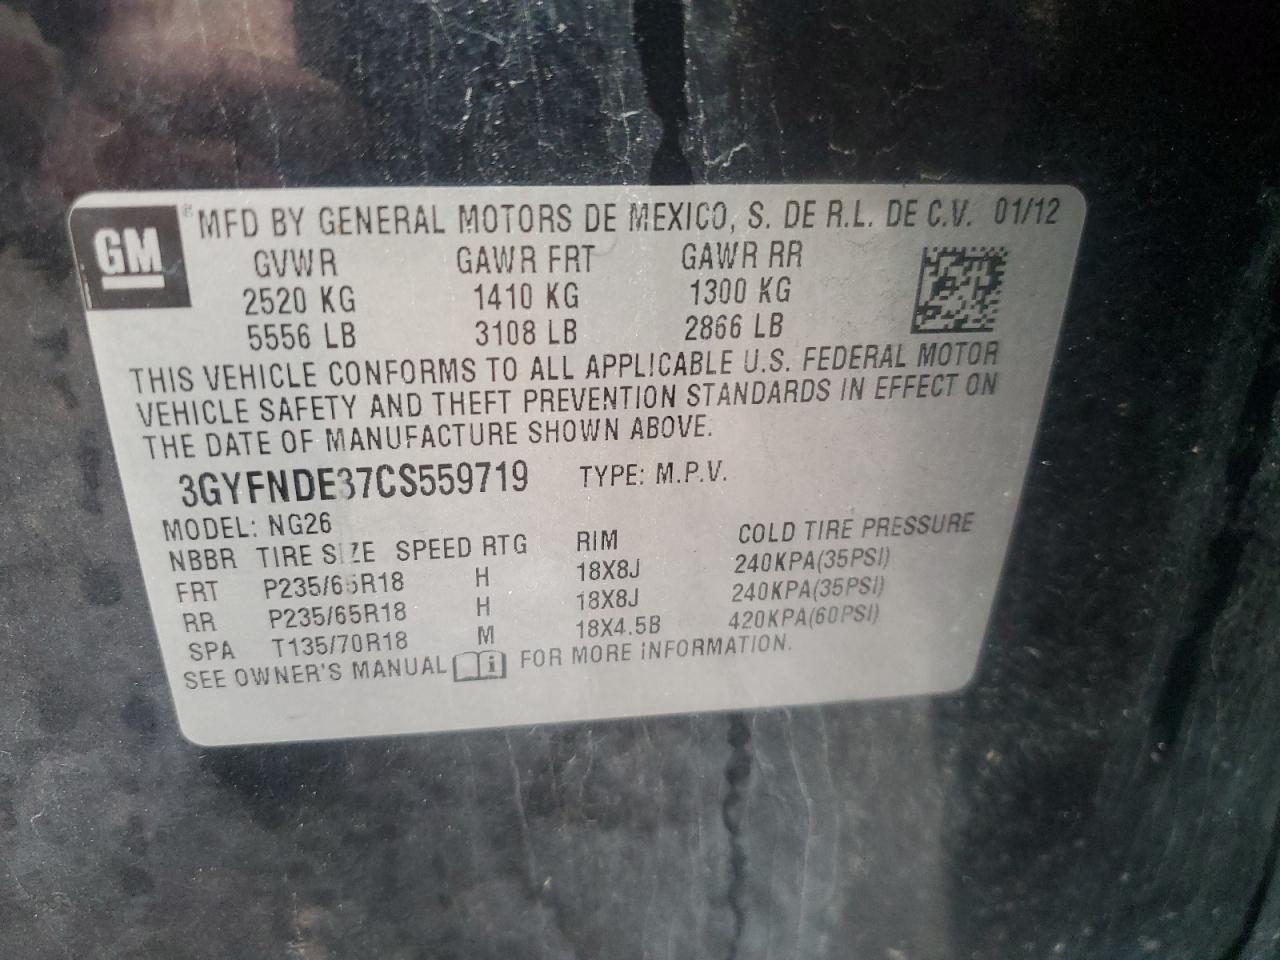 GM ® MFD BY GENERAL MOTORS DE MEXICO, S. DE R.L. DE C.V. 01/12
GVWR GAWR FRT GAWR RR
2520 KG 1410 KG 1300 KG
5556 LB 3108 LB 2866 LB
THIS VEHICLE CONFORMS TO ALL APPLICABLE U.S. FEDERAL MOTOR
VEHICLE SAFETY AND THEFT PREVENTION STANDARDS IN EFFECT ON
THE DATE OF MANUFACTURE SHOWN ABOVE.
3GYFNDE37CS559719 TYPE: M.P.V.
MODEL: NG26
NBBR TIRE SIZE SPEED RTG RIM COLD TIRE PRESSURE
FRT P235/65R18 H 18X8J 240KPA(35PSI)
RR P235/65R18 H 18X8J 240KPA(35PSI)
SPA T135/70R18 M 18X4.5B 420KPA(60PSI)
SEE OWNER'S MANUAL i FOR MORE INFORMATION.